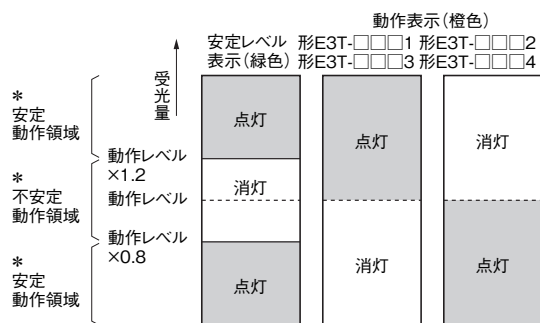 動作表示(橙色)
安定レベル 形E3T-□□□1 形E3T-□□□2
表示(緑色) 形E3T-□□□3 形E3T-□□□4
受光量
*
安定
動作領域
点灯
点灯
消灯
動作レベル
×1.2
*
不安定
動作領域
消灯
動作レベル
動作レベル
×0.8
*
安定
動作領域
点灯
消灯
点灯